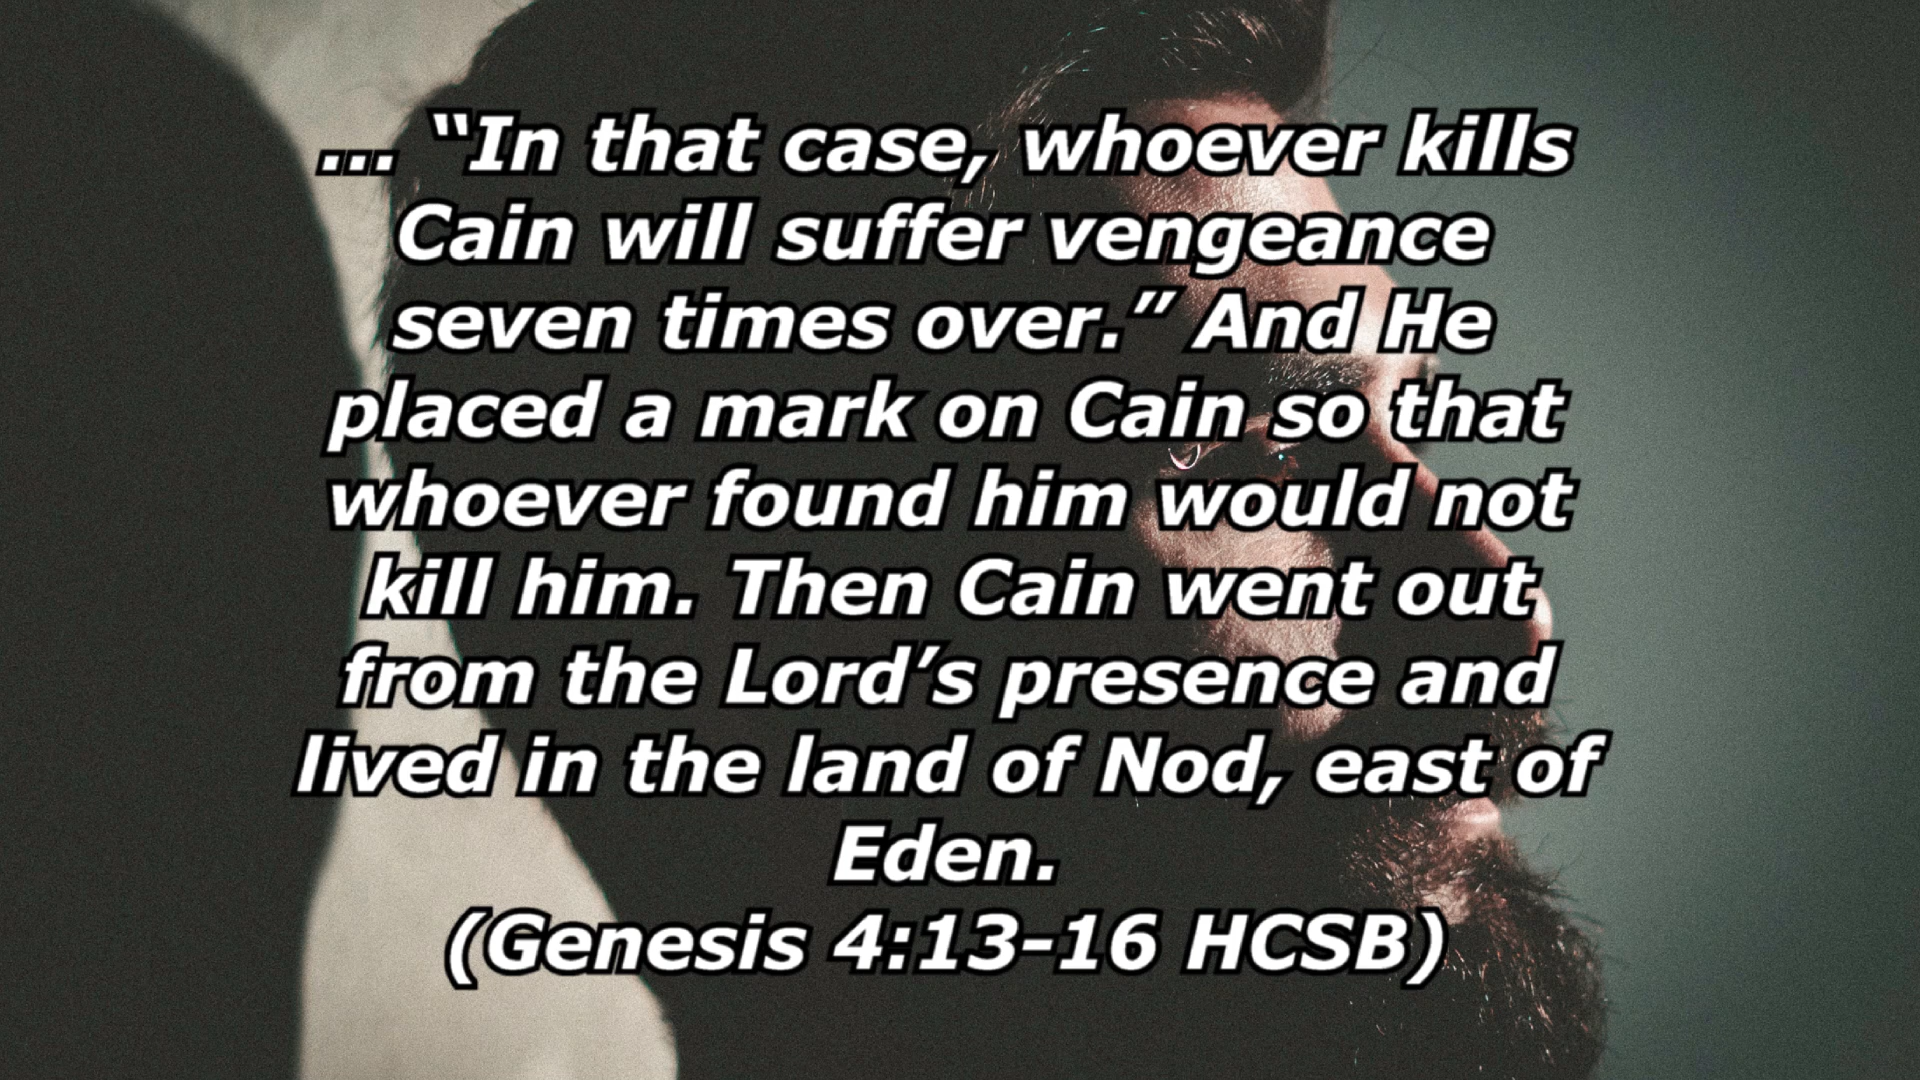 ... “In that case, whoever kills
Cain will suffer vengeance
seven times over.” And He
placed a mark on Cain so that
whoever found him would not
kill him. Then Cain went out
from the Lord’s presence and
lived in the land of Nod, east of
Eden.
(Genesis 4:13-16 HCSB)